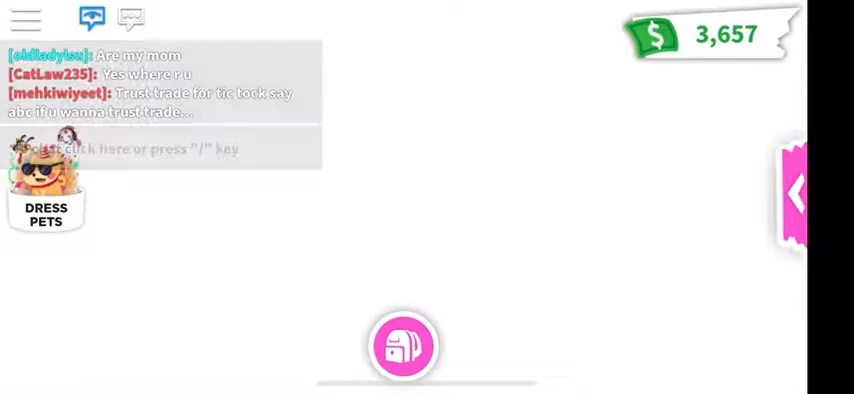 [oldladylsu]: Are my mom
[CatLaw235]: Yes where r u
[mehkiwiyeet]: Trust trade for tic tock say
abc if u wanna trust trade...
chat click here or press "/" key
DRESS
PETS
$ 3,657